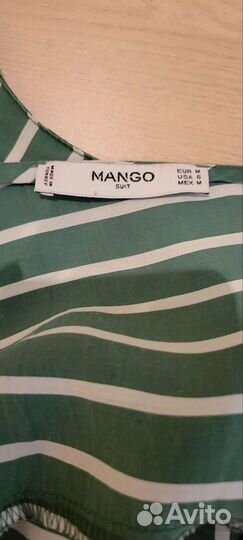 MADE IN
TURKEY
MANGO
SUIT
EUR M
USA 6
MEX M
Avito